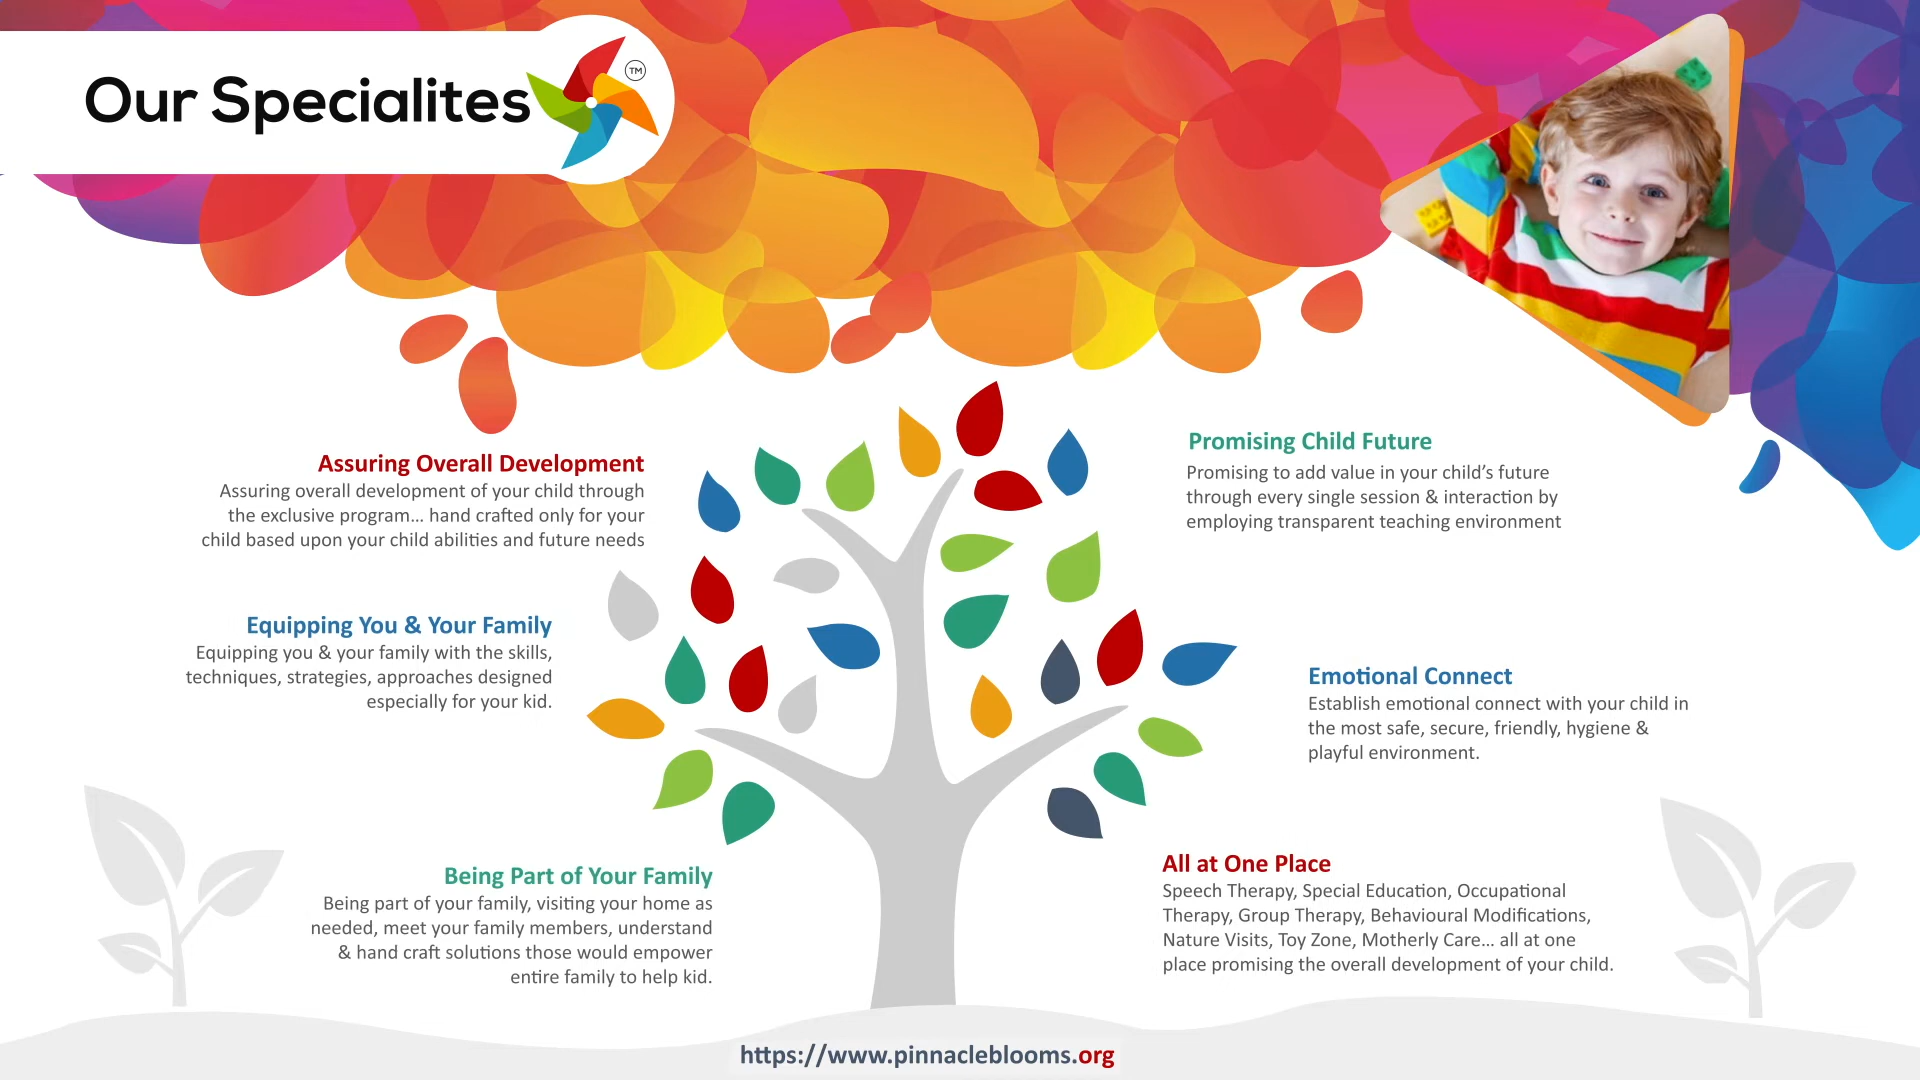 Our Specialites
TM
Assuring Overall Development
Assuring overall development of your child through
the exclusive program... hand crafted only for your
child based upon your child abilities and future needs
Equipping You & Your Family
Equipping you & your family with the skills,
techniques, strategies, approaches designed
especially for your kid.
Being Part of Your Family
Being part of your family, visiting your home as
needed, meet your family members, understand
& hand craft solutions those would empower
entire family to help kid.
Promising Child Future
Promising to add value in your child’s future
through every single session & interaction by
employing transparent teaching environment
Emotional Connect
Establish emotional connect with your child in
the most safe, secure, friendly, hygiene &
playful environment.
All at One Place
Speech Therapy, Special Education, Occupational
Therapy, Group Therapy, Behavioural Modifications,
Nature Visits, Toy Zone, Motherly Care... all at one
place promising the overall development of your child.
https://www.pinnacleblooms.org